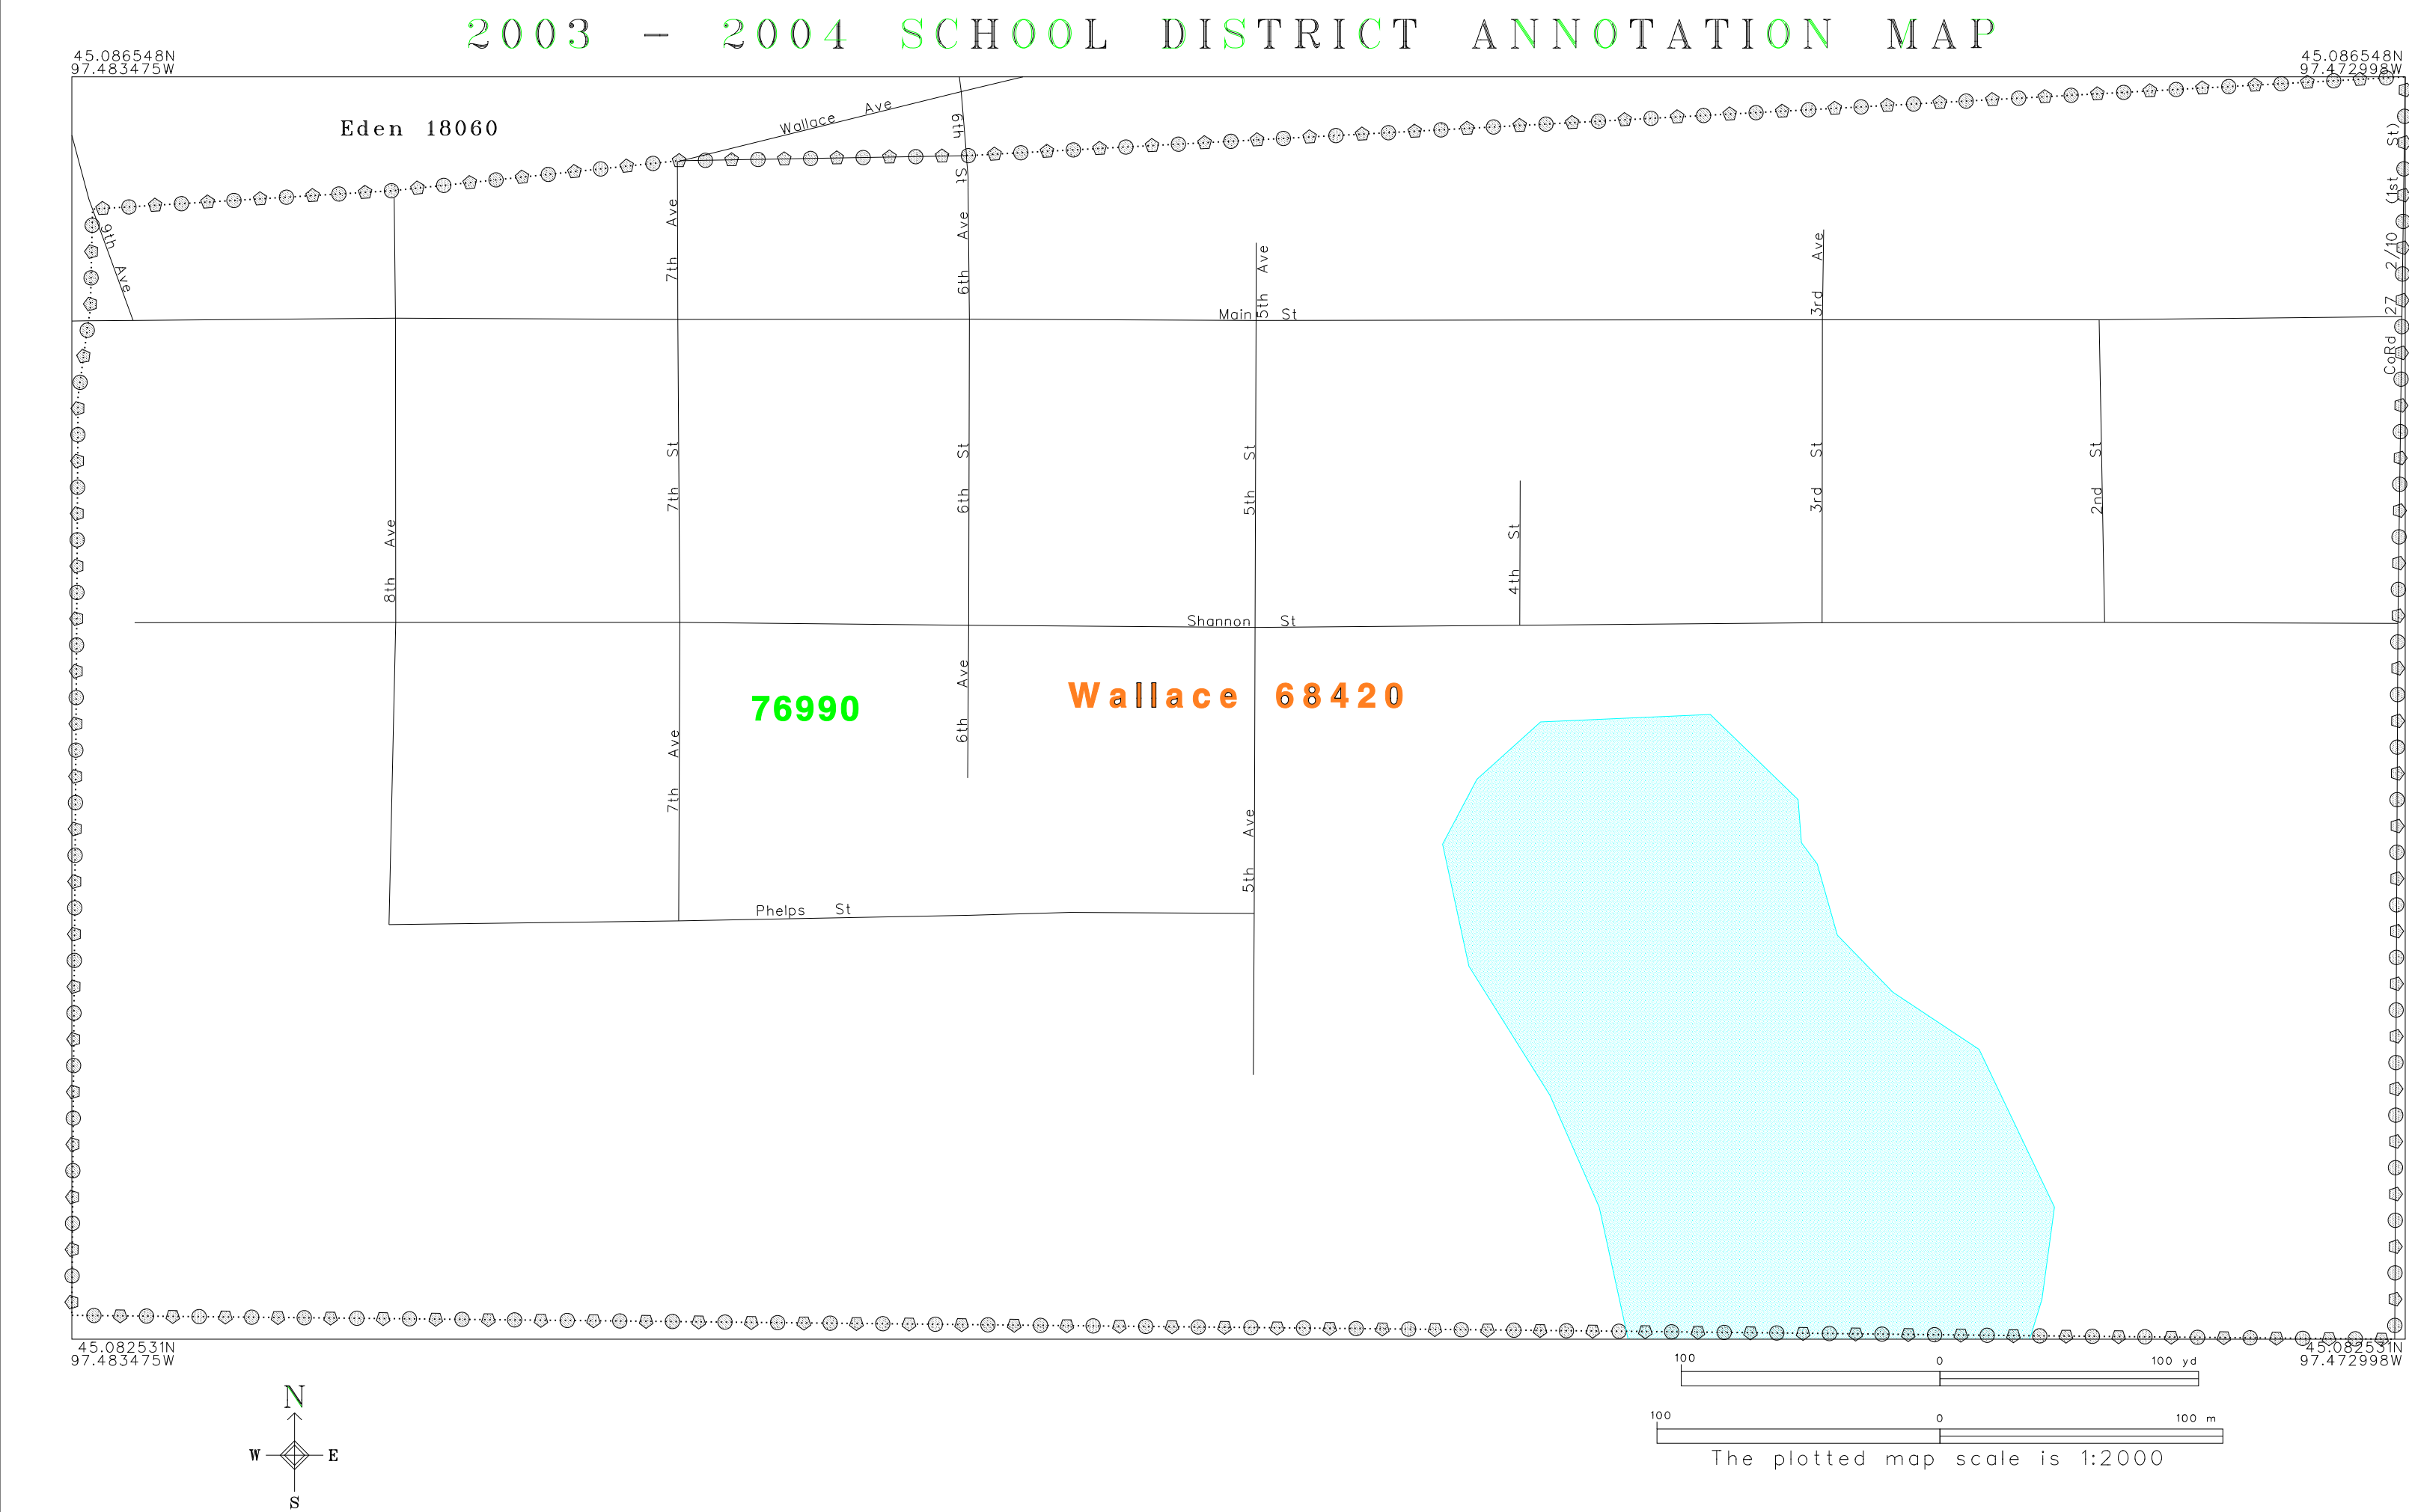 2003 - 2004 SCHOOL DISTRICT ANNOTATION MAP
45.086548N
97.483475W
45.086548N
97.472998W
Eden 18060
Wallace Ave
6th St
9th Ave
7th Ave
6th Ave
5th Ave
3rd Ave
CoRd 27 2/10 (1st St)
Main St
8th Ave
7th St
6th St
5th St
4th St
3rd St
2nd St
Shannon St
7th Ave
6th Ave
5th Ave
76990
Wallace 68420
Phelps St
45.082531N
97.483475W
45.082531N
97.472998W
100 0 100 yd
100 0 100 m
The plotted map scale is 1:2000
N
W E
S